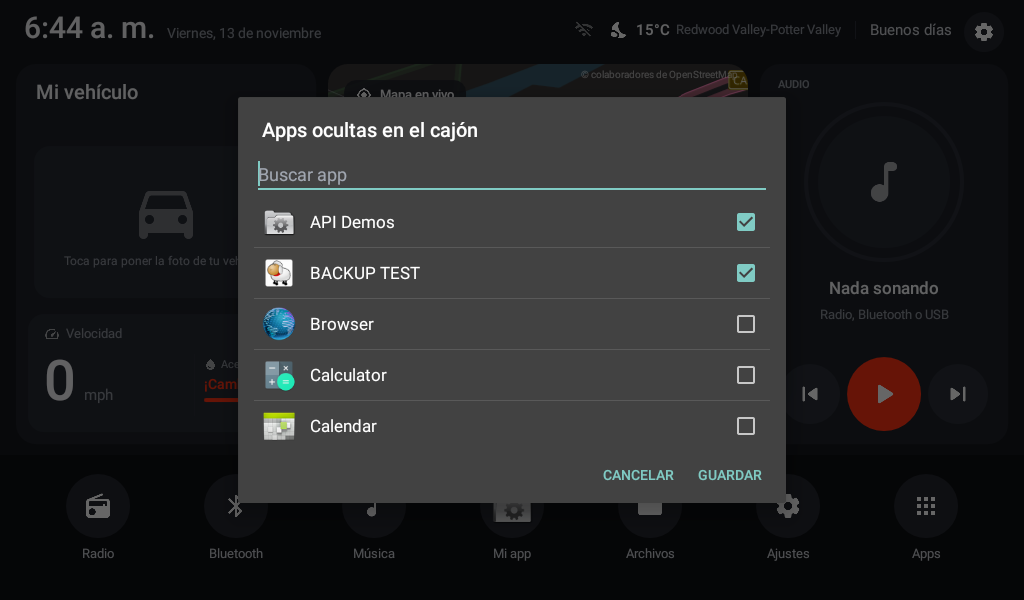 6:44 a. m.
Viernes, 13 de noviembre
15°C
Redwood Valley-Potter Valley
Buenos días
Mi vehículo
© colaboradores de OpenStreetMap
CA
Mapa en vivo
AUDIO
Apps ocultas en el cajón
Buscar app
API Demos
BACKUP TEST
Browser
Calculator
Calendar
CANCELAR
GUARDAR
Toca para poner la foto de tu veh
Velocidad
0 mph
Ace
¡Cam
Nada sonando
Radio, Bluetooth o USB
Radio
Bluetooth
Música
Mi app
Archivos
Ajustes
Apps